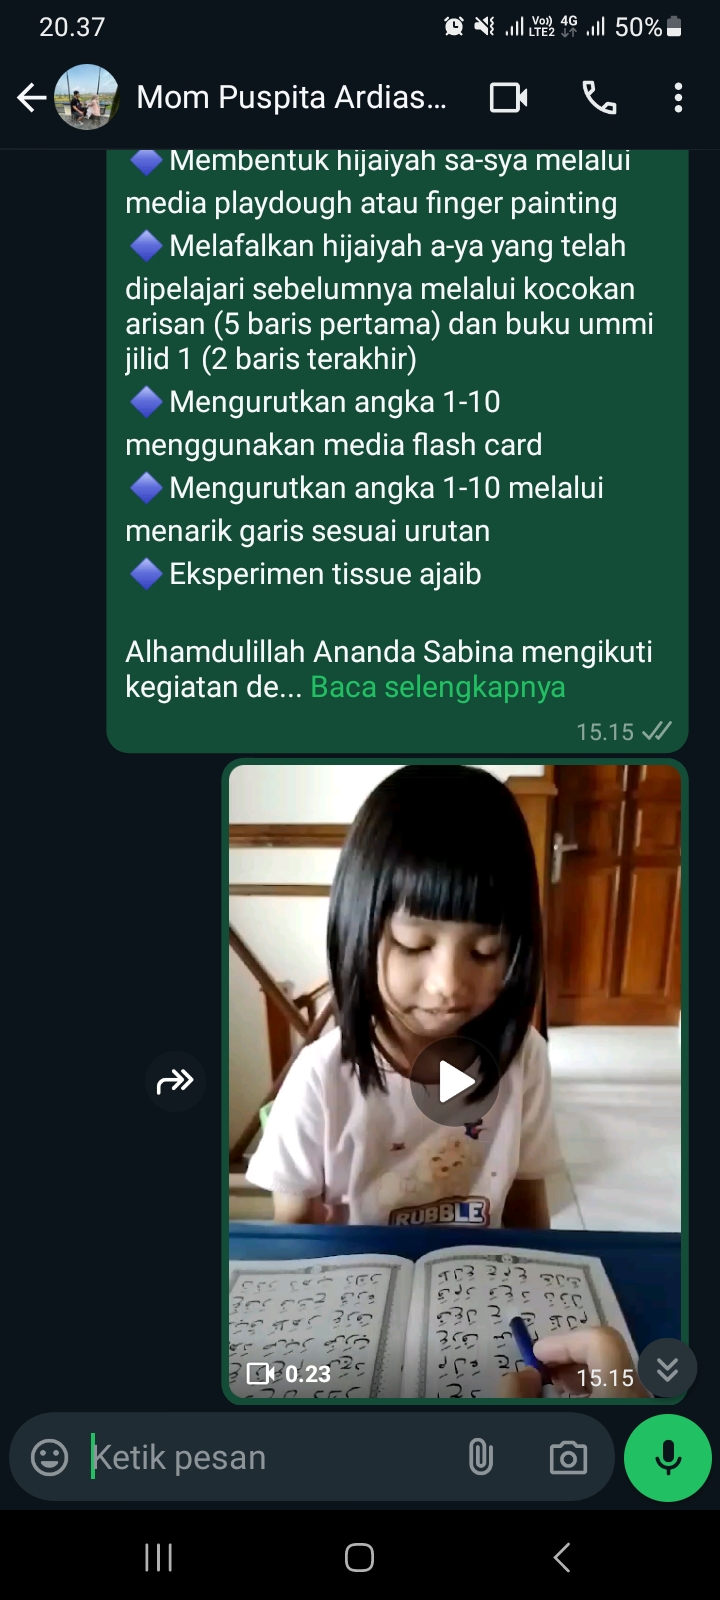 20.37
Vo)) 4G
LTE2
50%
Mom Puspita Ardias...
Membentuk hijaiyah sa-sya melalui
media playdough atau finger painting
Melafalkan hijaiyah a-ya yang telah
dipelajari sebelumnya melalui kocokan
arisan (5 baris pertama) dan buku ummi
jilid 1 (2 baris terakhir)
Mengurutkan angka 1-10
menggunakan media flash card
Mengurutkan angka 1-10 melalui
menarik garis sesuai urutan
Eksperimen tissue ajaib
Alhamdulillah Ananda Sabina mengikuti
kegiatan de... Baca selengkapnya
15.15
RUBBLE
0.23
15.15
Ketik pesan